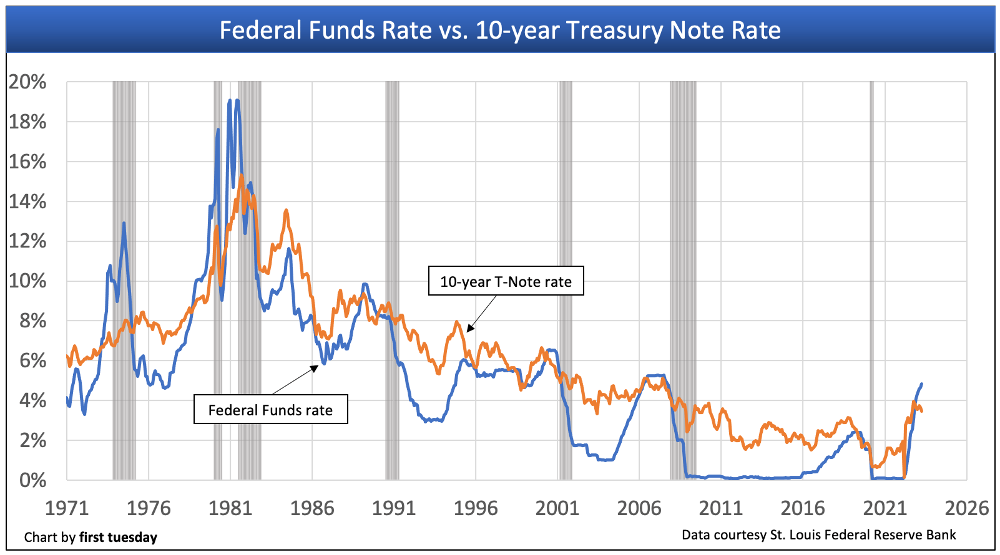 Federal Funds Rate vs. 10-year Treasury Note Rate
20%
18%
16%
14%
12%
10%
8%
6%
4%
2%
0%
10-year T-Note rate
Federal Funds rate
1971 1976 1981 1986 1991 1996 2001 2006 2011 2016 2021 2026
Chart by first tuesday
Data courtesy St. Louis Federal Reserve Bank